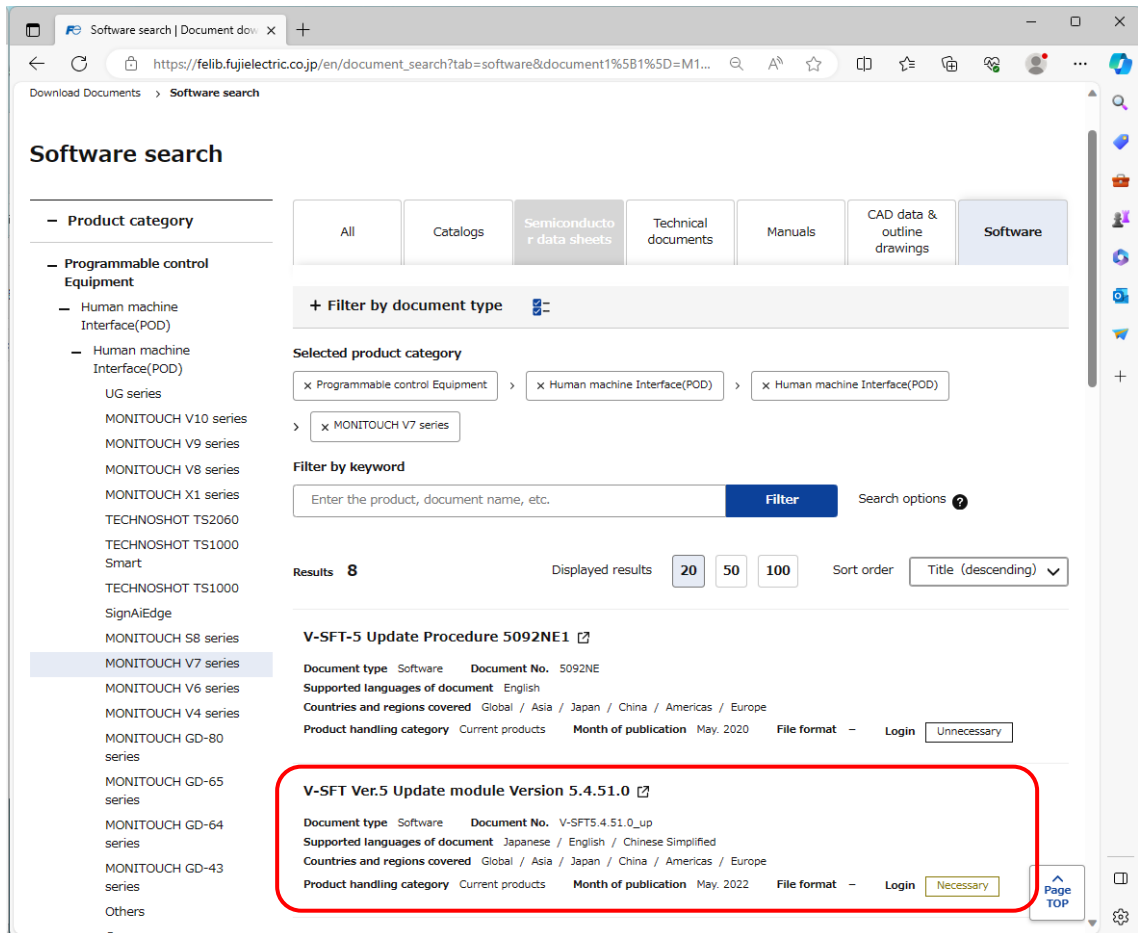 Software search | Document dow
https://felib.fujielectric.co.jp/en/document_search?tab=software&document1%5B1%5D=M1...
Download Documents > Software search
Software search
− Product category
− Programmable control
Equipment
− Human machine
Interface(POD)
− Human machine
Interface(POD)
UG series
MONITOUCH V10 series
MONITOUCH V9 series
MONITOUCH V8 series
MONITOUCH X1 series
TECHNOSHOT TS2060
TECHNOSHOT TS1000
Smart
TECHNOSHOT TS1000
SignAiEdge
MONITOUCH S8 series
MONITOUCH V7 series
MONITOUCH V6 series
MONITOUCH V4 series
MONITOUCH GD-80
series
MONITOUCH GD-65
series
MONITOUCH GD-64
series
MONITOUCH GD-43
series
Others
All
Catalogs
Semiconducto
r data sheets
Technical
documents
Manuals
CAD data &
outline
drawings
Software
+ Filter by document type
Selected product category
× Programmable control Equipment > × Human machine Interface(POD) > × Human machine Interface(POD)
> × MONITOUCH V7 series
Filter by keyword
Enter the product, document name, etc. Filter Search options ?
Results 8 Displayed results 20 50 100 Sort order Title (descending)
V-SFT-5 Update Procedure 5092NE1
Document type Software Document No. 5092NE
Supported languages of document English
Countries and regions covered Global / Asia / Japan / China / Americas / Europe
Product handling category Current products Month of publication May. 2020 File format − Login Unnecessary
V-SFT Ver.5 Update module Version 5.4.51.0
Document type Software Document No. V-SFT5.4.51.0_up
Supported languages of document Japanese / English / Chinese Simplified
Countries and regions covered Global / Asia / Japan / China / Americas / Europe
Product handling category Current products Month of publication May. 2022 File format − Login Necessary
Page
TOP